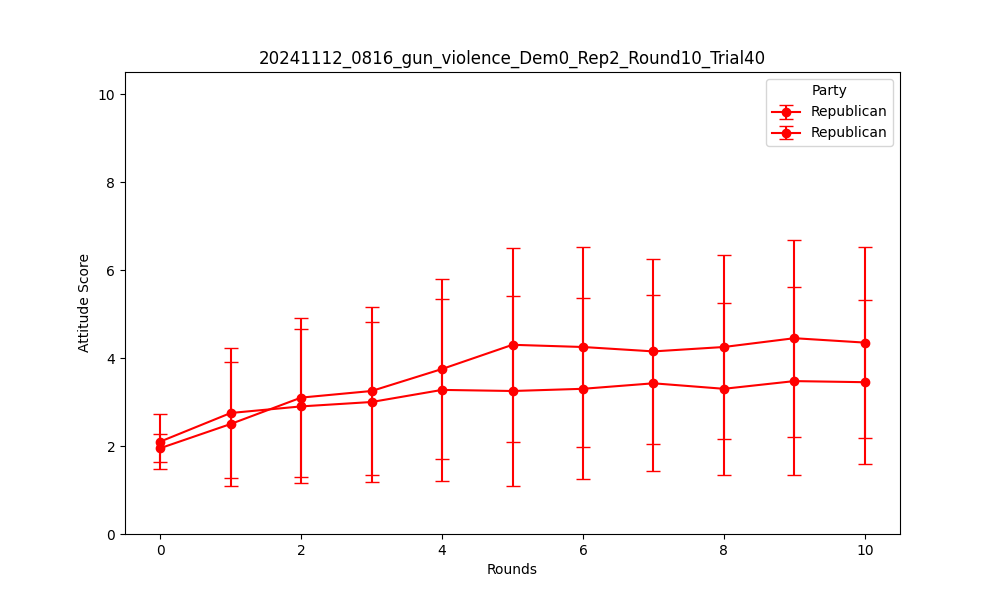 20241112_0816_gun_violence_Dem0_Rep2_Round10_Trial40
Party
Republican
Republican
Attitude Score
10
8
6
4
2
0
0 2 4 6 8 10
Rounds